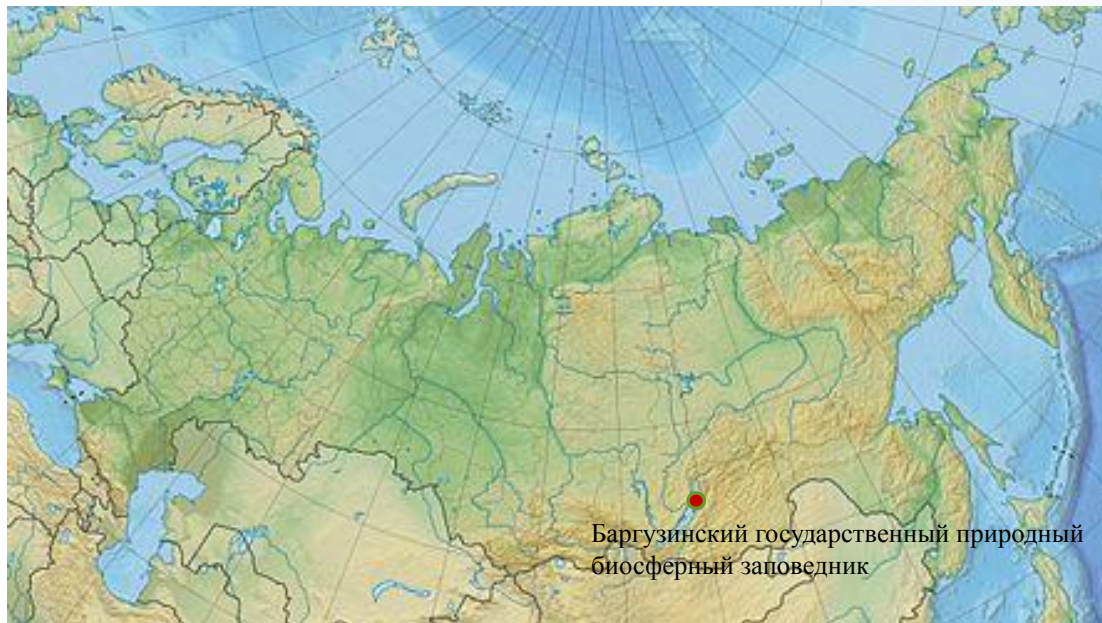 Баргузинский государственный природный
биосферный заповедник